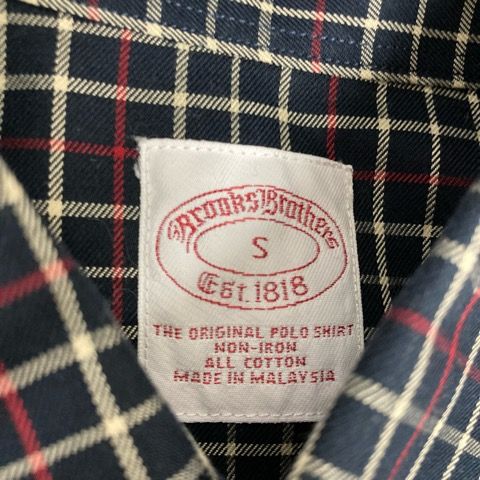 Brooks Brothers
S
Est. 1818
THE ORIGINAL POLO SHIRT
NON-IRON
ALL COTTON
MADE IN MALAYSIA